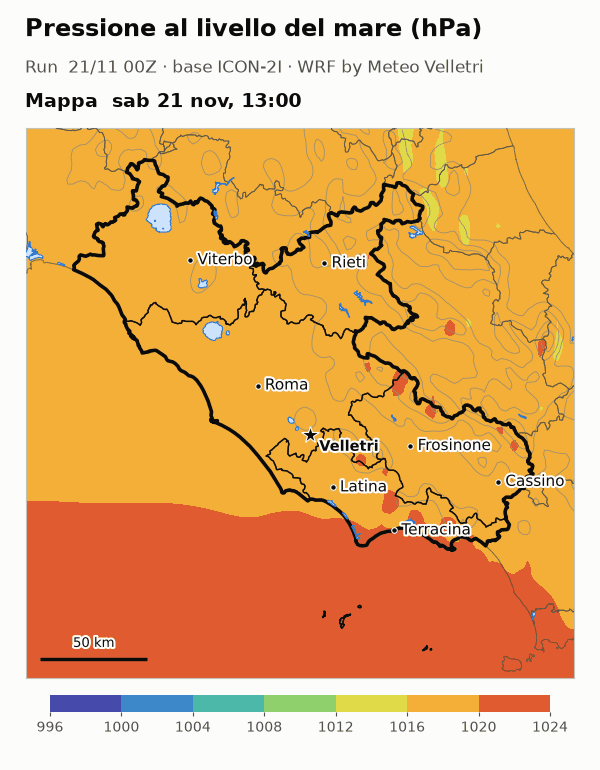 Pressione al livello del mare (hPa)
Run  21/11 00Z · base ICON-2I · WRF by Meteo Velletri
Mappa  sab 21 nov, 13:00
Viterbo
Rieti
Roma
Velletri
Frosinone
Latina
Cassino
Terracina
50 km
996 1000 1004 1008 1012 1016 1020 1024